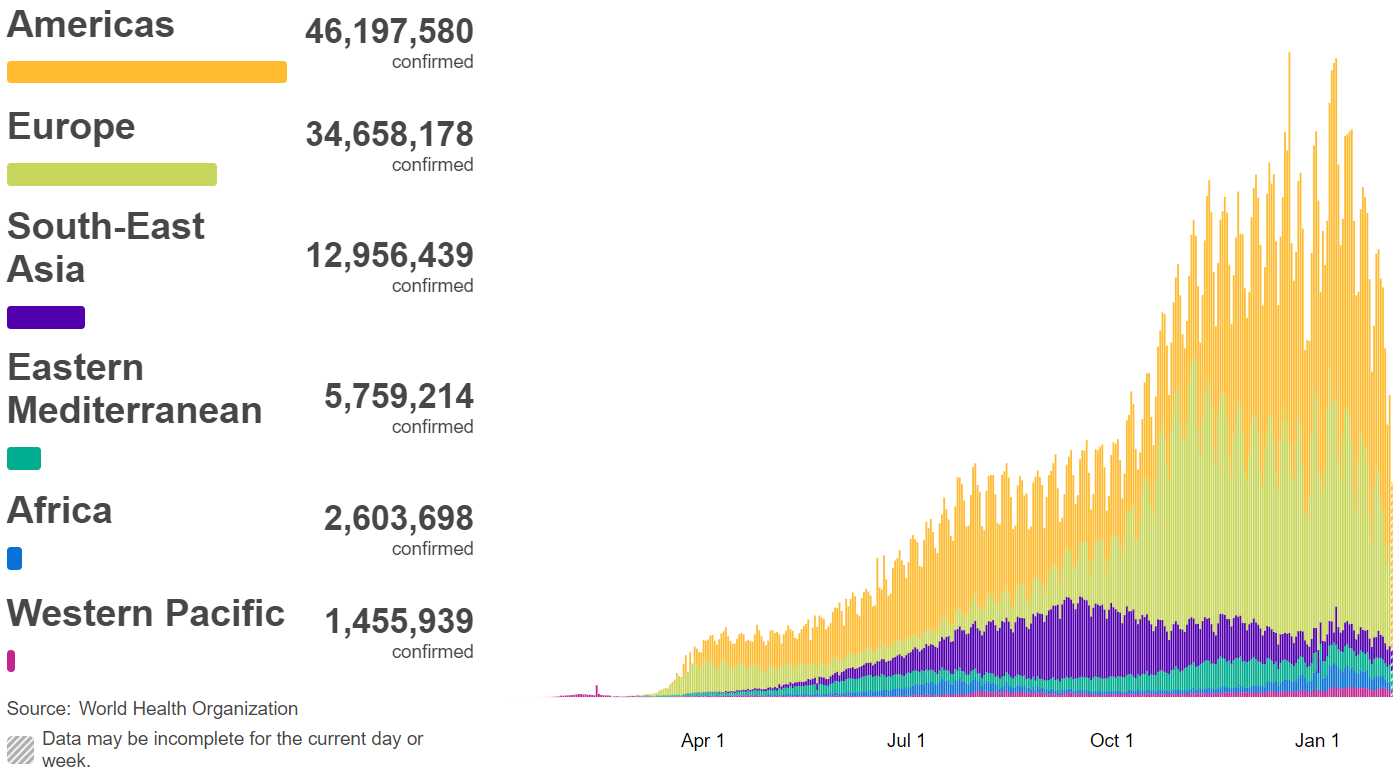 Americas
46,197,580
confirmed
Europe
34,658,178
confirmed
South-East
Asia
12,956,439
confirmed
Eastern
Mediterranean
5,759,214
confirmed
Africa
2,603,698
confirmed
Western Pacific
1,455,939
confirmed
Source: World Health Organization
Data may be incomplete for the current day or
week.
Apr 1
Jul 1
Oct 1
Jan 1